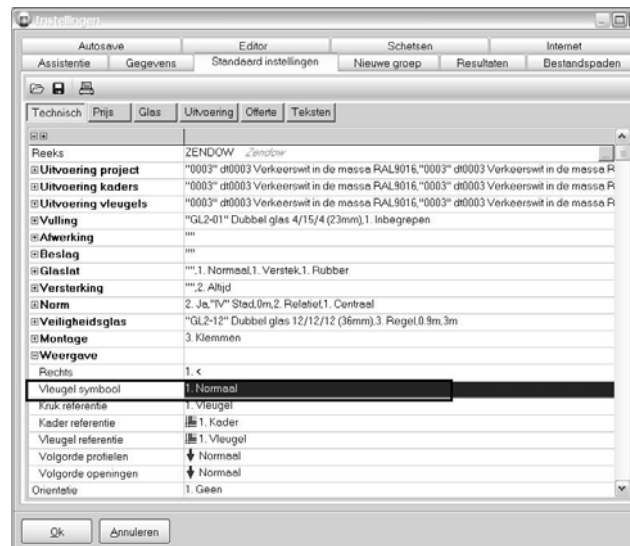 Instellingen
Autosave Editor Schetsen Internet
Assistentie Gegevens Standaard instellingen Nieuwe groep Resultaten Bestandspaden
Technisch Prijs Glas Uitvoering Offerte Teksten
Reeks ZENDOW Zendow ...
Uitvoering project "0003" dt0003 Verkeerswit in de massa RAL9016,"0003" dt0003 Verkeerswit in de massa R
Uitvoering kaders "0003" dt0003 Verkeerswit in de massa RAL9016,"0003" dt0003 Verkeerswit in de massa R
Uitvoering vleugels "0003" dt0003 Verkeerswit in de massa RAL9016,"0003" dt0003 Verkeerswit in de massa R
Vulling "GL2-01" Dubbel glas 4/15/4 (23mm),1. Inbegrepen
Afwerking ""
Beslag ""
Glaslat "",1. Normaal,1. Verstek,1. Rubber
Versterking "",2. Altijd
Norm 2. Ja,"IV" Stad,0m,2. Relatief,1. Centraal
Veiligheidsglas "GL2-12" Dubbel glas 12/12/12 (36mm),3. Regel,0.9m,3m
Montage 3. Klemmen
Weergave
Rechts 1. <
Vleugel symbool 1. Normaal
Kruk referentie 1. Vleugel
Kader referentie 1. Kader
Vleugel referentie 1. Vleugel
Volgorde profielen Normaal
Volgorde openingen Normaal
Orientatie 1. Geen
Ok Annuleren